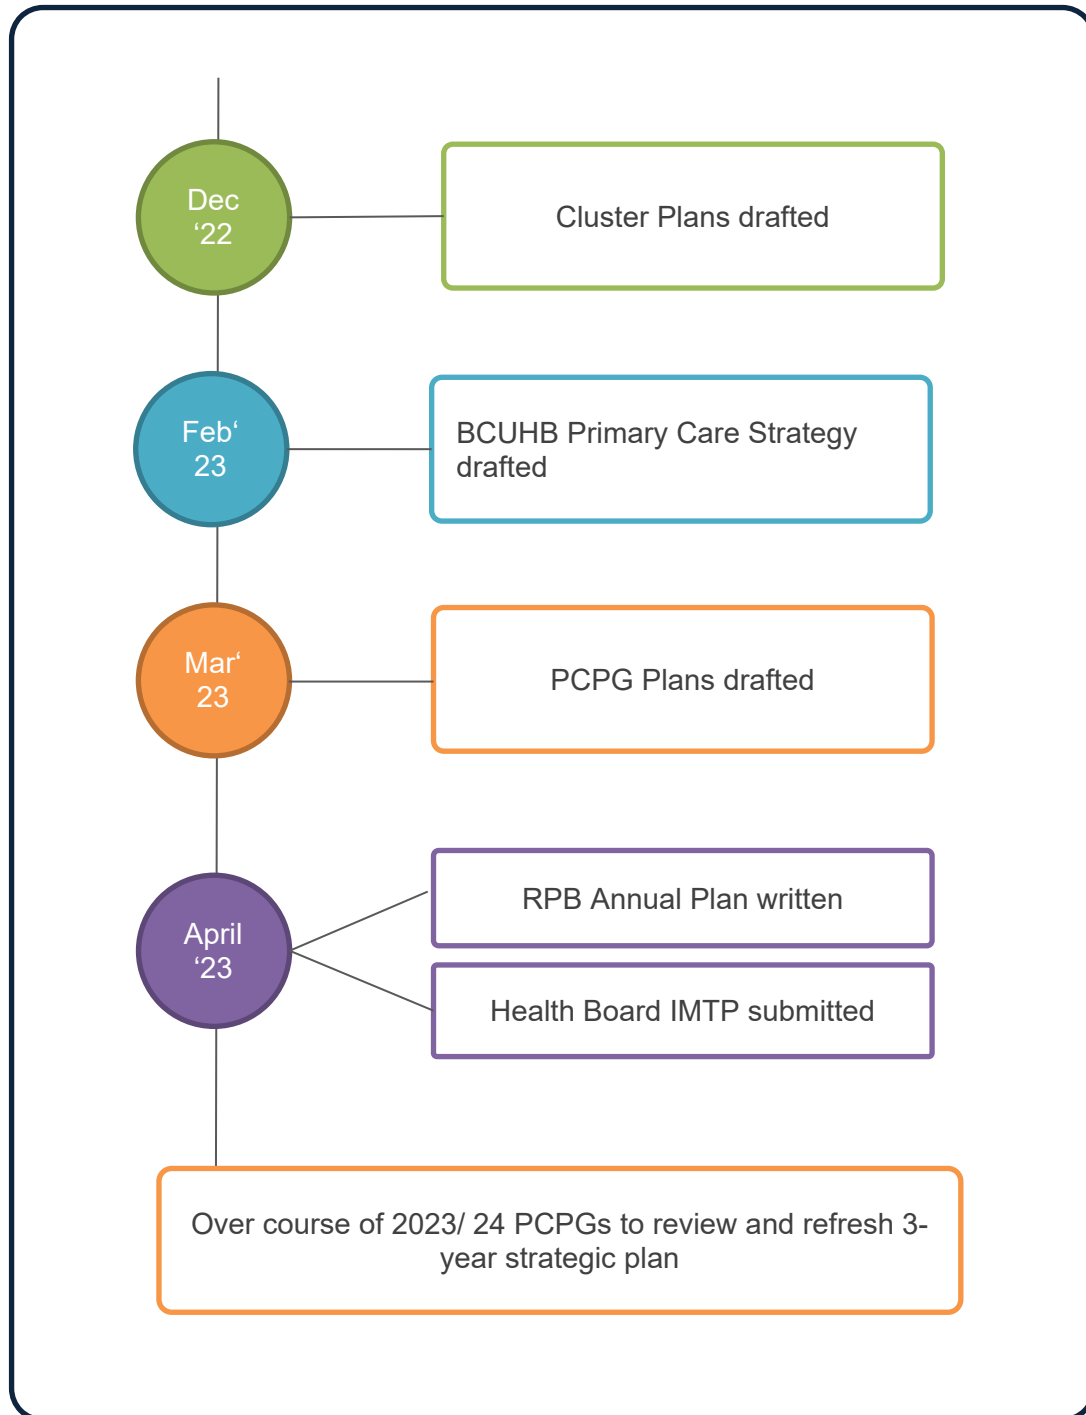 Dec
‘22
Cluster Plans drafted
Feb‘
23
BCUHB Primary Care Strategy
drafted
Mar‘
23
PCPG Plans drafted
April
‘23
RPB Annual Plan written
Health Board IMTP submitted
Over course of 2023/ 24 PCPGs to review and refresh 3-
year strategic plan